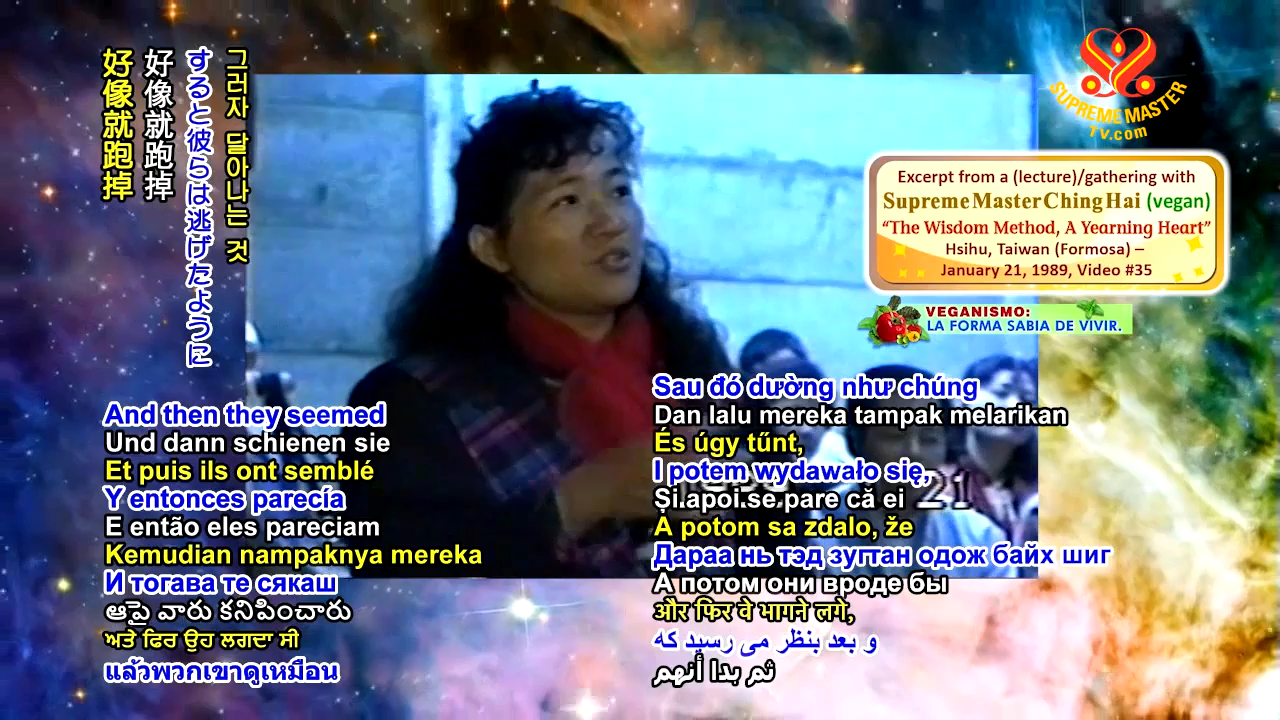 그러자 달아나는 것
すると彼らは逃げたように
好像就跑掉
好像就跑掉
SUPREME MASTER
TV.com
Excerpt from a (lecture)/gathering with
Supreme Master Ching Hai (vegan)
“The Wisdom Method, A Yearning Heart”
Hsihu, Taiwan (Formosa) –
January 21, 1989, Video #35
VEGANISMO:
LA FORMA SABIA DE VIVIR.
And then they seemed
Und dann schienen sie
Et puis ils ont semblé
Y entonces parecía
E então eles pareciam
Kemudian nampaknya mereka
И тогава те сякаш
ఆపై వారు కనిపించారు
ਅਤੇ ਫਿਰ ਉਹ ਲਗਦਾ ਸੀ
แล้วพวกเขาดูเหมือน
Sau đó dường như chúng
Dan lalu mereka tampak melarikan
És úgy tűnt,
I potem wydawało się,
Și apoi se pare că ei
21
A potom sa zdalo, že
Дараа нь тэд зугтан одож байх шиг
А потом они вроде бы
और फिर वे भागने लगे,
و بعد بنظر می رسید که
ثم بدا أنهم